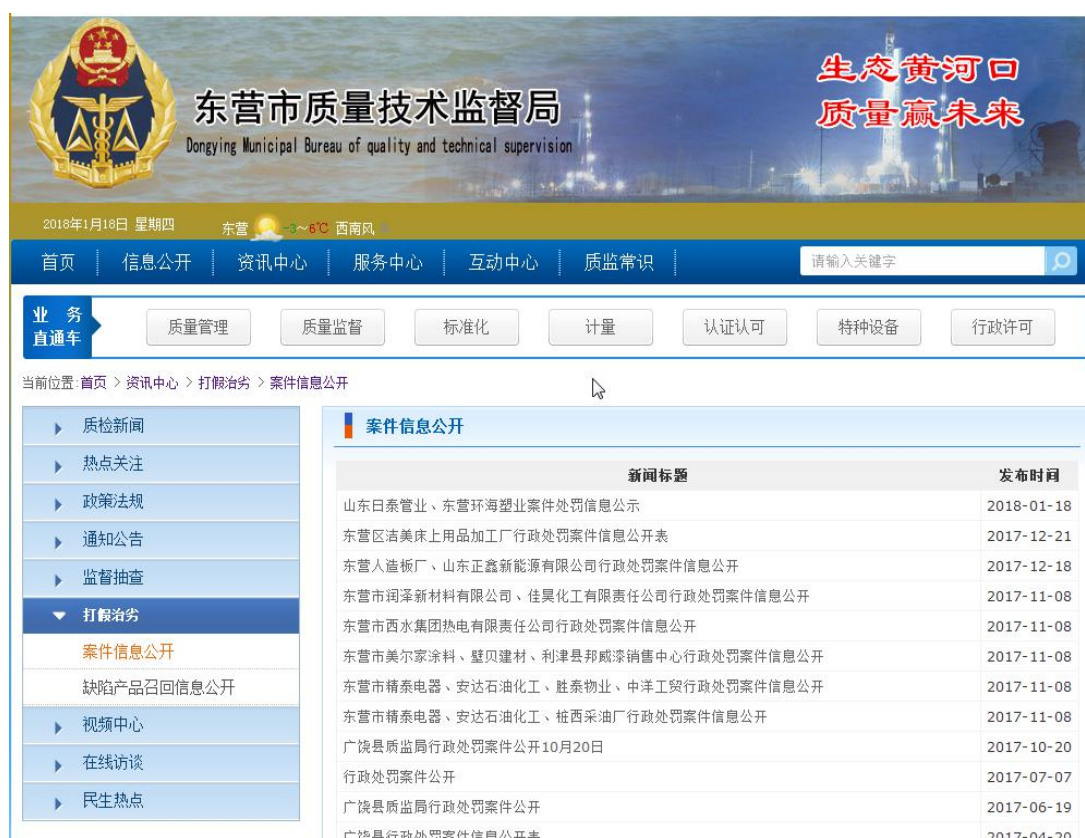 生态黄河口
质量赢未来
东营市质量技术监督局
Dongying Municipal Bureau of quality and technical supervision
2018年1月18日 星期四 东营 -3~6℃ 西南风
首页 信息公开 资讯中心 服务中心 互动中心 质监常识 请输入关键字
业务直通车 质量管理 质量监督 标准化 计量 认证认可 特种设备 行政许可
当前位置:首页 > 资讯中心 > 打假治劣 > 案件信息公开
质检新闻
热点关注
政策法规
通知公告
监督抽查
打假治劣
案件信息公开
缺陷产品召回信息公开
视频中心
在线访谈
民生热点
案件信息公开
新闻标题 发布时间
山东日泰管业、东营环海塑业案件处罚信息公示 2018-01-18
东营区洁美床上用品加工厂行政处罚案件信息公开表 2017-12-21
东营人造板厂、山东正鑫新能源有限公司行政处罚案件信息公开 2017-12-18
东营市润泽新材料有限公司、佳昊化工有限责任公司行政处罚案件信息公开 2017-11-08
东营市西水集团热电有限责任公司行政处罚案件信息公开 2017-11-08
东营市美尔家涂料、壁贝建材、利津县邦威漆销售中心行政处罚案件信息公开 2017-11-08
东营市精泰电器、安达石油化工、胜泰物业、中洋工贸行政处罚案件信息公开 2017-11-08
东营市精泰电器、安达石油化工、桩西采油厂行政处罚案件信息公开 2017-11-08
广饶县质监局行政处罚案件公开10月20日 2017-10-20
行政处罚案件公开 2017-07-07
广饶县质监局行政处罚案件公开 2017-06-19
广饶县行政处罚案件信息公开表 2017-04-20